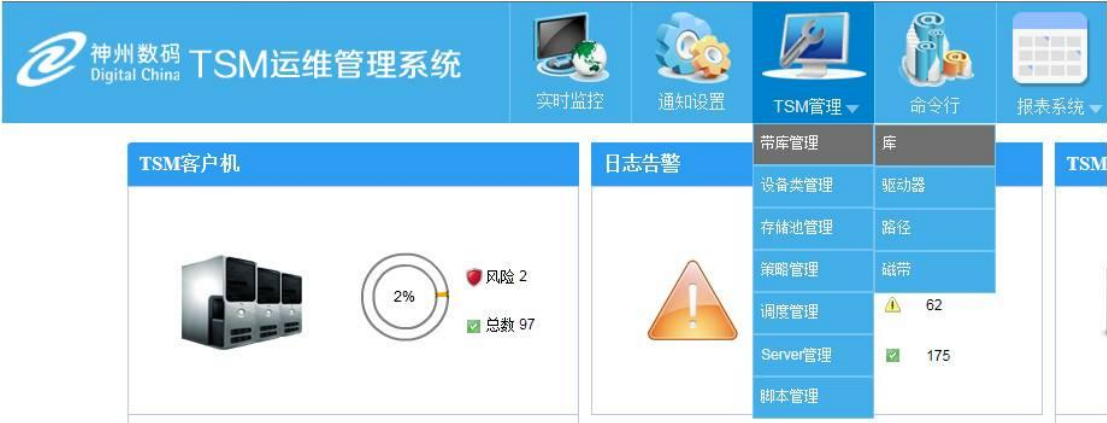 神州数码
Digital China
TSM运维管理系统
实时监控
通知设置
TSM管理
命令行
报表系统
带库管理
库
设备类管理
驱动器
存储池管理
路径
策略管理
磁带
调度管理
Server管理
脚本管理
TSM客户机
2%
风险 2
总数 97
日志告警
62
175
TSM